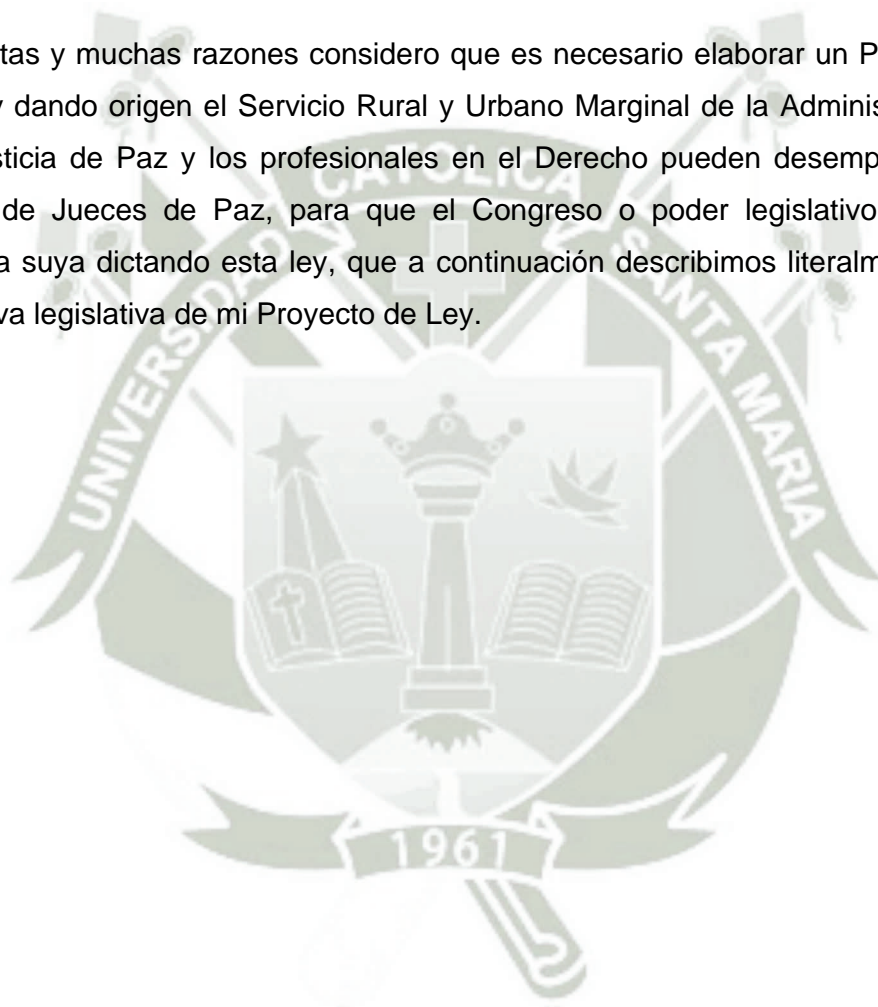 tas y muchas razones considero que es necesario elaborar un P
y dando origen el Servicio Rural y Urbano Marginal de la Adminis
sticia de Paz y los profesionales en el Derecho pueden desemp
de Jueces de Paz, para que el Congreso o poder legislativo
a suya dictando esta ley, que a continuación describimos literalm
va legislativa de mi Proyecto de Ley.
UNIVERSIDAD CATOLICA SANTA MARIA
1961